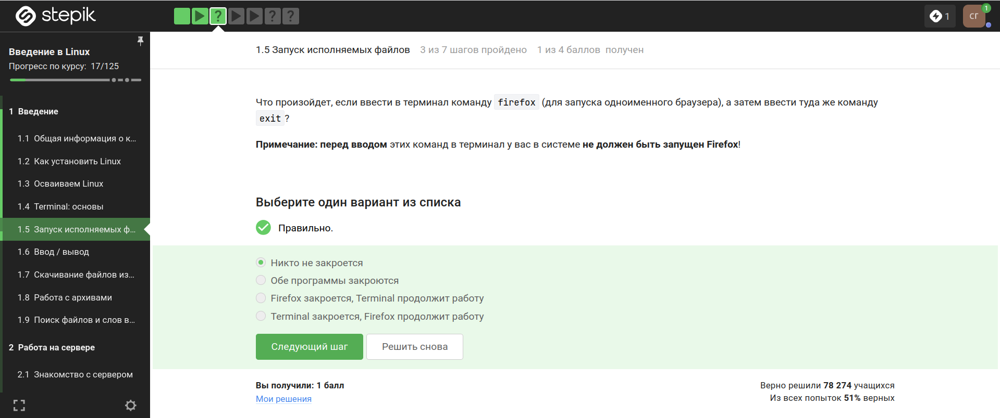 stepik
?
?
?
1
СГ
1
Введение в Linux
Прогресс по курсу: 17/125
1 Введение
1.1 Общая информация о к...
1.2 Как установить Linux
1.3 Осваиваем Linux
1.4 Terminal: основы
1.5 Запуск исполняемых ф...
1.6 Ввод / вывод
1.7 Скачивание файлов из...
1.8 Работа с архивами
1.9 Поиск файлов и слов в...
2 Работа на сервере
2.1 Знакомство с сервером
1.5 Запуск исполняемых файлов 3 из 7 шагов пройдено 1 из 4 баллов получен
Что произойдет, если ввести в терминал команду firefox (для запуска одноименного браузера), а затем ввести туда же команду
exit ?
Примечание: перед вводом этих команд в терминал у вас в системе не должен быть запущен Firefox!
Выберите один вариант из списка
Правильно.
Никто не закроется
Обе программы закроются
Firefox закроется, Terminal продолжит работу
Terminal закроется, Firefox продолжит работу
Следующий шаг
Решить снова
Вы получили: 1 балл
Мои решения
Верно решили 78 274 учащихся
Из всех попыток 51% верных